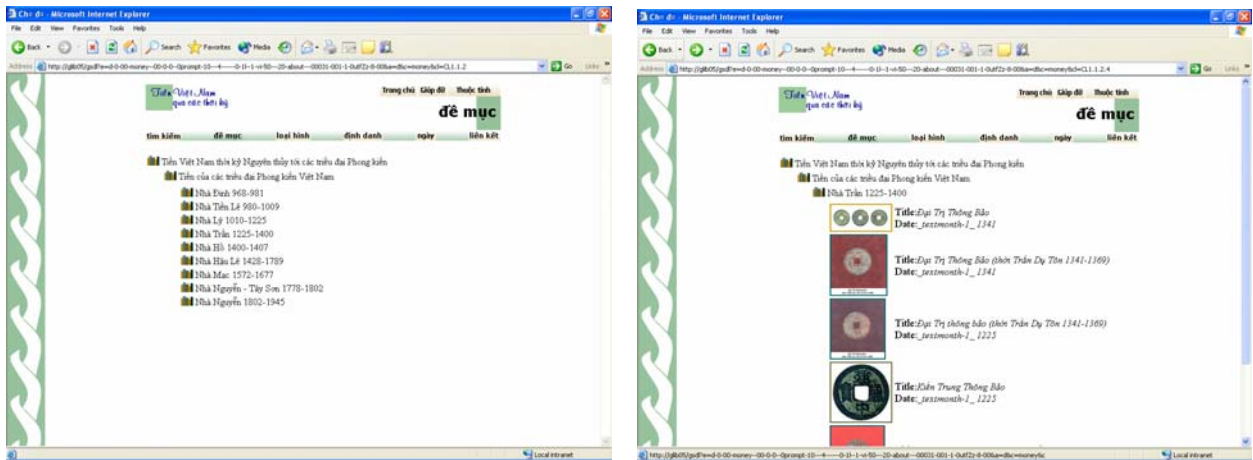 Ch= d= - Microsoft Internet Explorer
File Edit View Favorites Tools Help
Back Search Favorites Media
Address Go Links
Tiền Việt Nam
qua các thời kỳ
Trang chủ Giúp đỡ Thuộc tính
đề mục
tìm kiếm đề mục loại hình định danh ngày liên kết
Tiền Việt Nam thời kỳ Nguyên thủy tới các triều đại Phong kiến
Tiền của các triều đại Phong kiến Việt Nam
Nhà Đinh 968-981
Nhà Tiền Lê 980-1009
Nhà Lý 1010-1225
Nhà Trần 1225-1400
Nhà Hồ 1400-1407
Nhà Hậu Lê 1428-1789
Nhà Mạc 1572-1677
Nhà Nguyễn - Tây Sơn 1778-1802
Nhà Nguyễn 1802-1945
Local intranet
Ch= d= - Microsoft Internet Explorer
File Edit View Favorites Tools Help
Back Search Favorites Media
Address Go Links
Tiền Việt Nam
qua các thời kỳ
Trang chủ Giúp đỡ Thuộc tính
đề mục
tìm kiếm đề mục loại hình định danh ngày liên kết
Tiền Việt Nam thời kỳ Nguyên thủy tới các triều đại Phong kiến
Tiền của các triều đại Phong kiến Việt Nam
Nhà Trần 1225-1400
Title:Đại Trị Thông Bảo
Date:_textmonth-1_ 1341
Title:Đại Trị Thông Bảo (thời Trần Dụ Tôn 1341-1369)
Date:_textmonth-1_ 1341
Title:Đại Trị thông bảo (thời Trần Dụ Tôn 1341-1369)
Date:_textmonth-1_ 1225
Title:Kiến Trung Thông Bảo
Date:_textmonth-1_ 1225
Local intranet